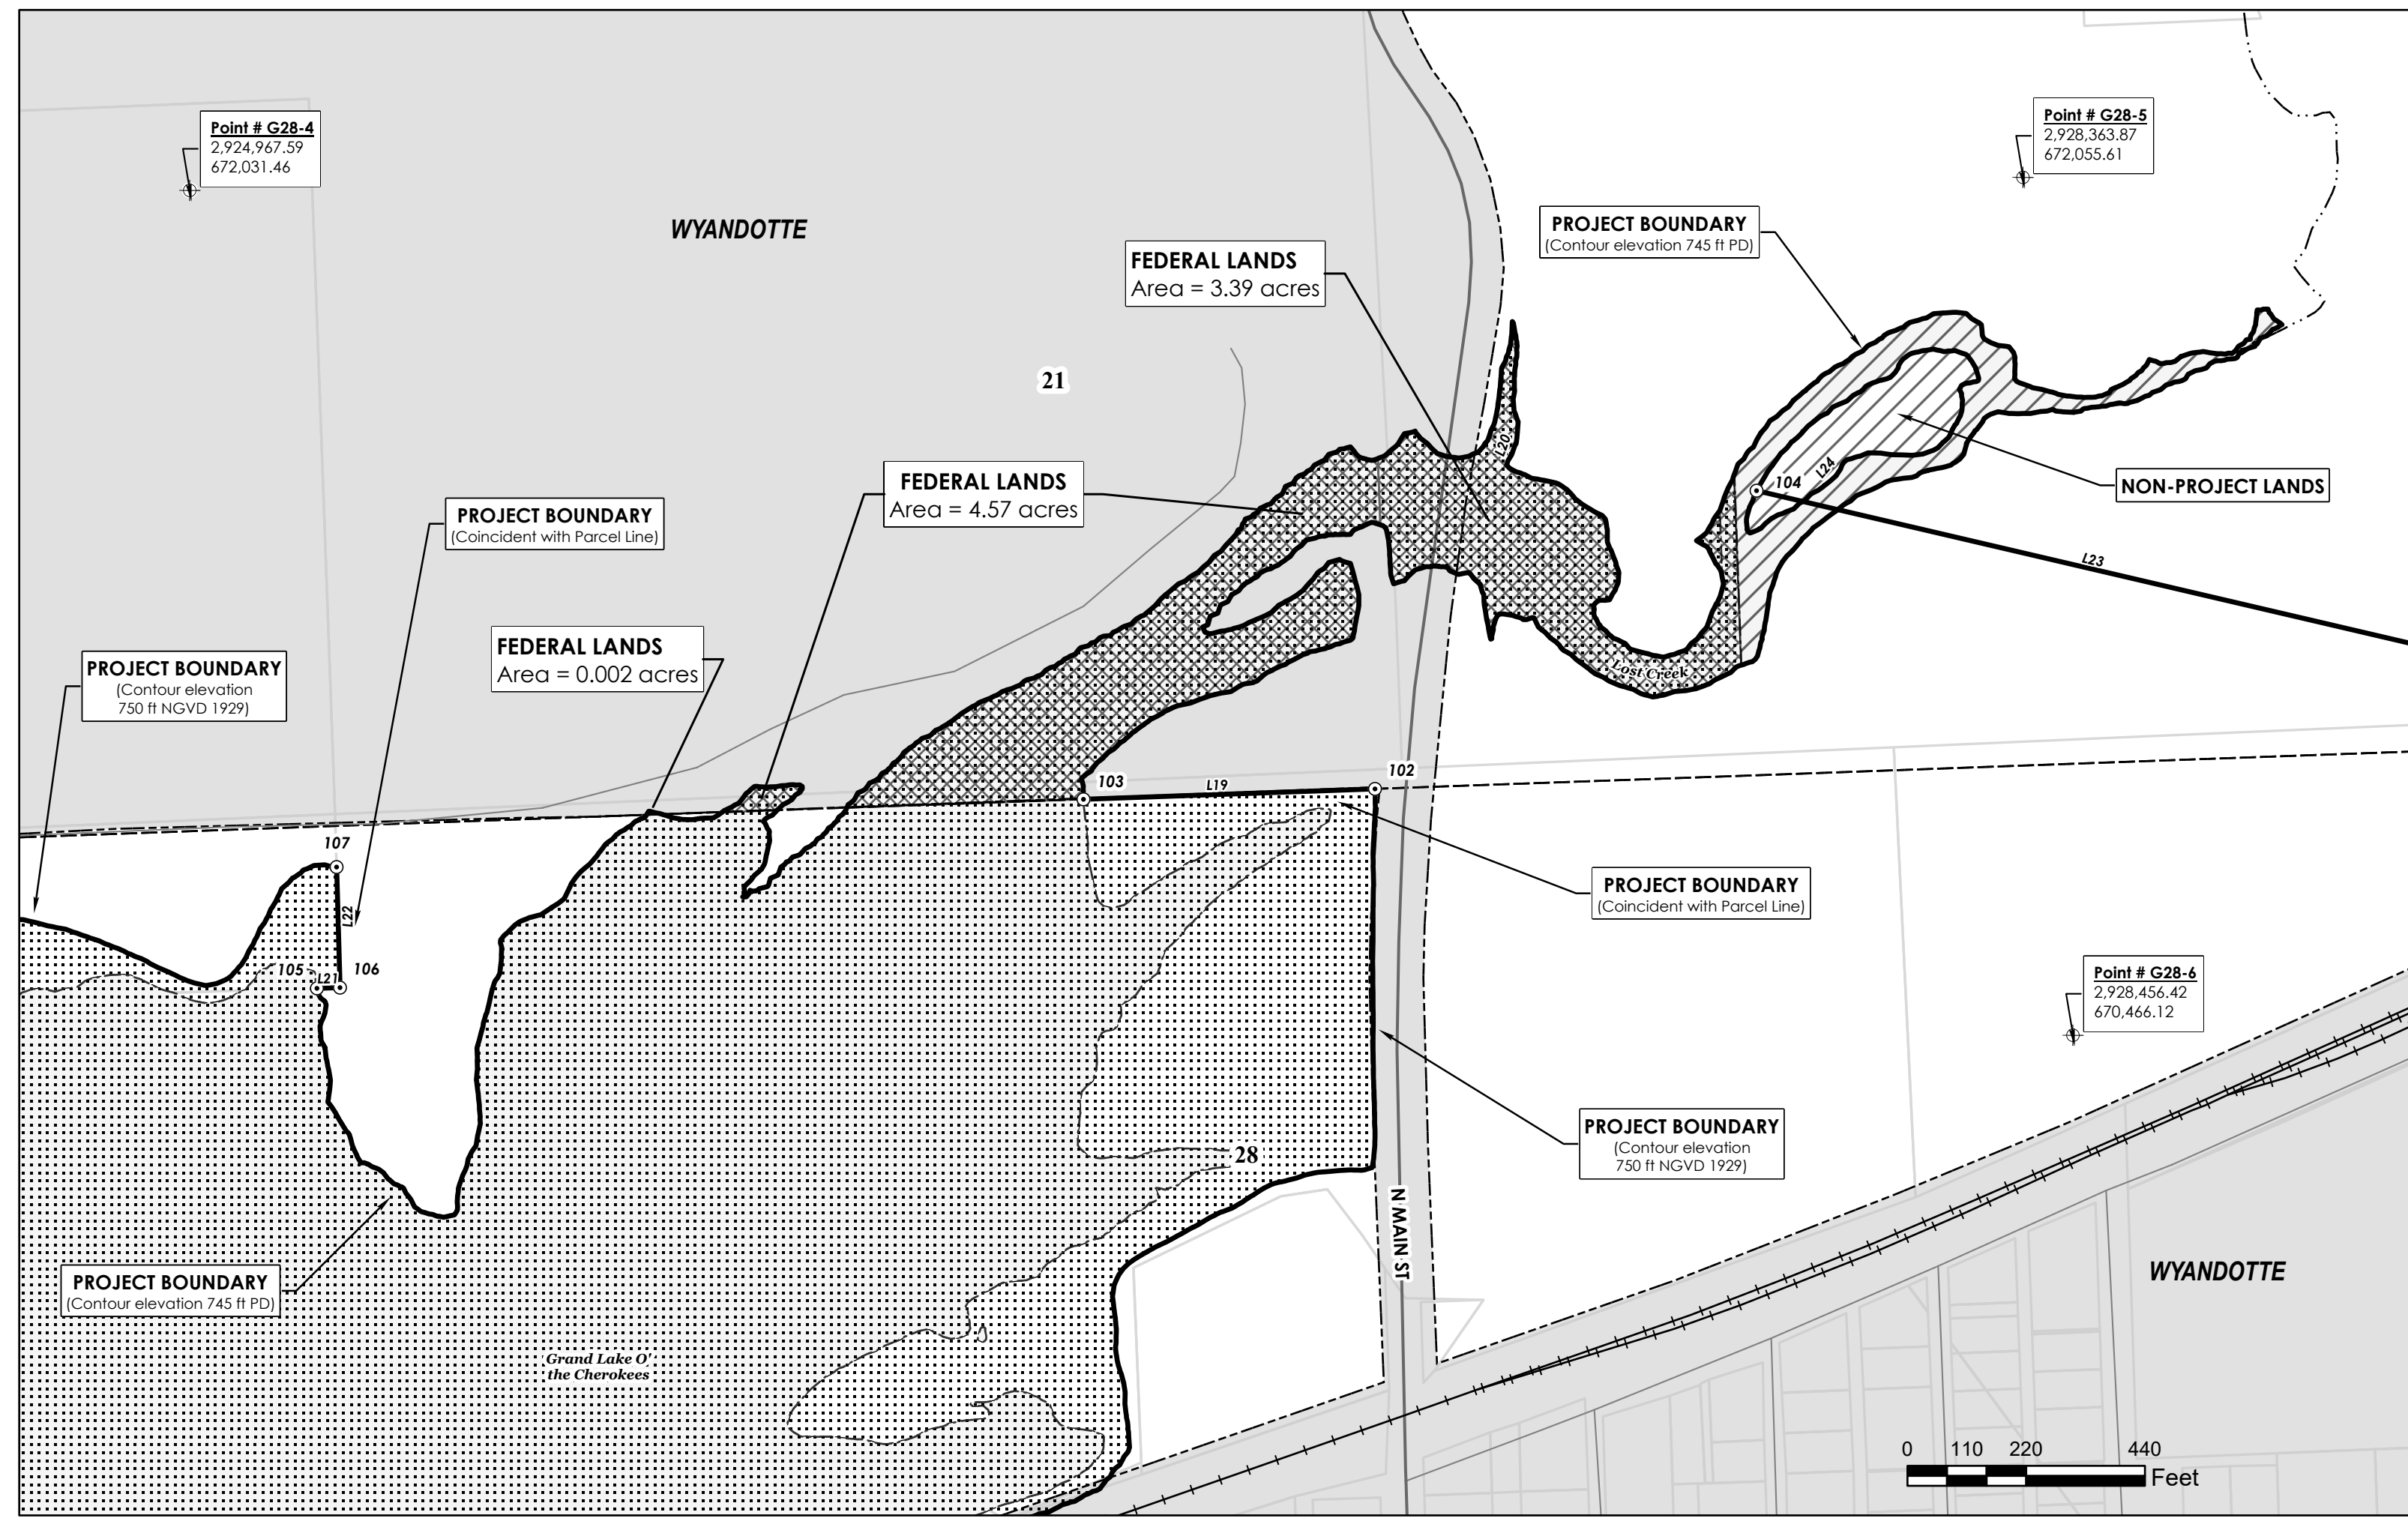 Point # G28-4
2,924,967.59
672,031.46
Point # G28-5
2,928,363.87
672,055.61
WYANDOTTE
PROJECT BOUNDARY
(Contour elevation 745 ft PD)
FEDERAL LANDS
Area = 3.39 acres
21
L20
FEDERAL LANDS
Area = 4.57 acres
104
L24
NON-PROJECT LANDS
PROJECT BOUNDARY
(Coincident with Parcel Line)
L23
FEDERAL LANDS
Area = 0.002 acres
PROJECT BOUNDARY
(Contour elevation
750 ft NGVD 1929)
Lost Creek
103
L19
102
107
PROJECT BOUNDARY
(Coincident with Parcel Line)
L22
105
L21
106
Point # G28-6
2,928,456.42
670,466.12
PROJECT BOUNDARY
(Contour elevation
750 ft NGVD 1929)
28
N MAIN ST
PROJECT BOUNDARY
(Contour elevation 745 ft PD)
WYANDOTTE
Grand Lake O'
the Cherokees
0 110 220 440
Feet